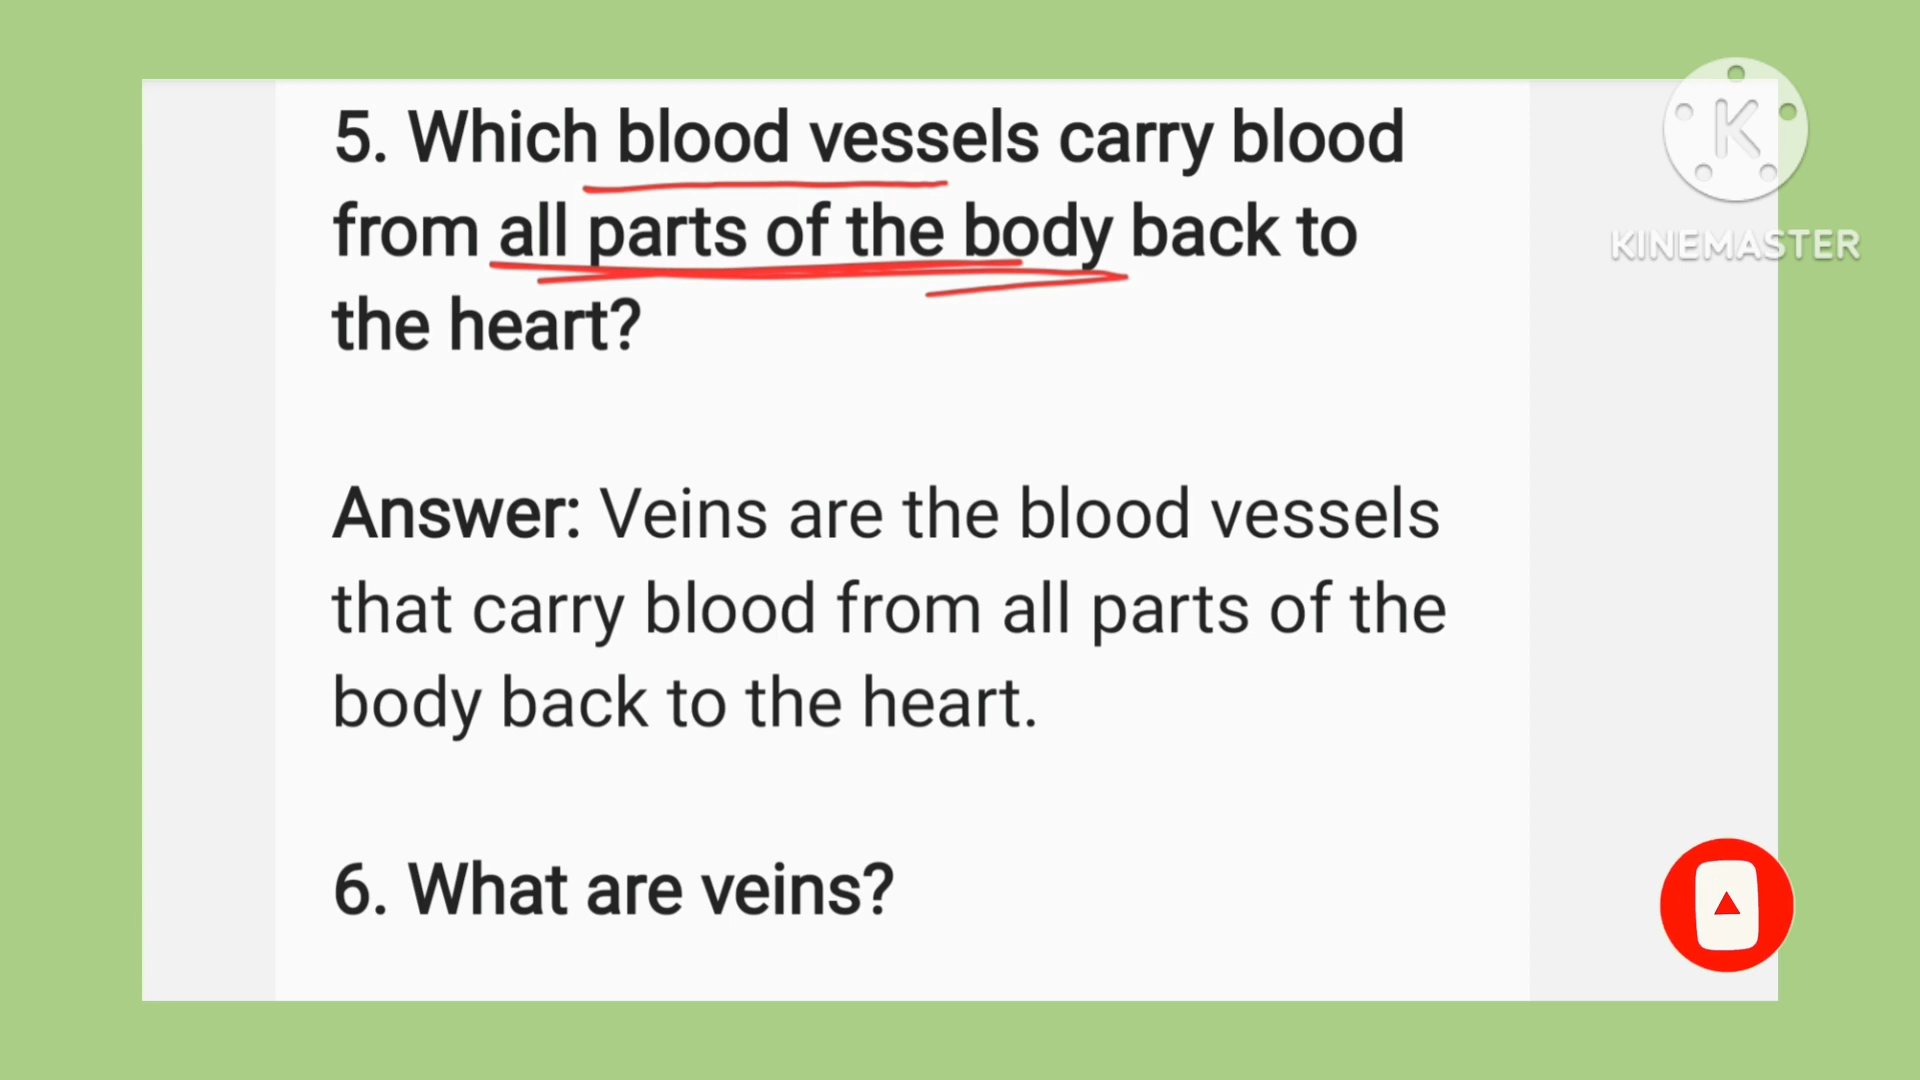 5. Which blood vessels carry blood
from all parts of the body back to
the heart?
Answer: Veins are the blood vessels
that carry blood from all parts of the
body back to the heart.
6. What are veins?
K
KINEMASTER